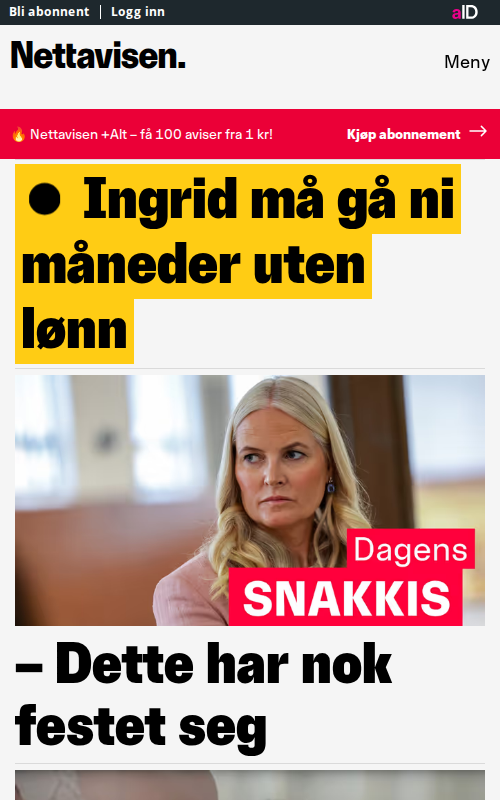 Bli abonnent | Logg inn
aID
Nettavisen.
Meny
🔥 Nettavisen +Alt – få 100 aviser fra 1 kr!
Kjøp abonnement →
● Ingrid må gå ni
måneder uten
lønn
Dagens
SNAKKIS
– Dette har nok
festet seg